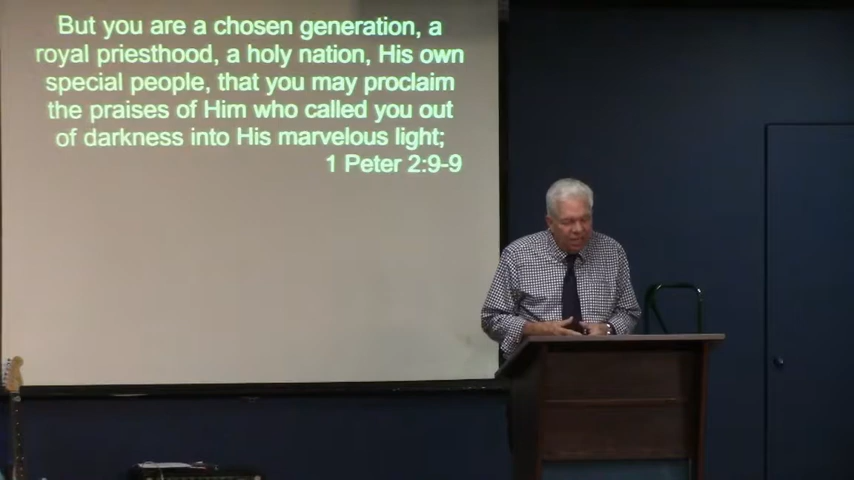 But you are a chosen generation, a
royal priesthood, a holy nation, His own
special people, that you may proclaim
the praises of Him who called you out
of darkness into His marvelous light;
1 Peter 2:9-9